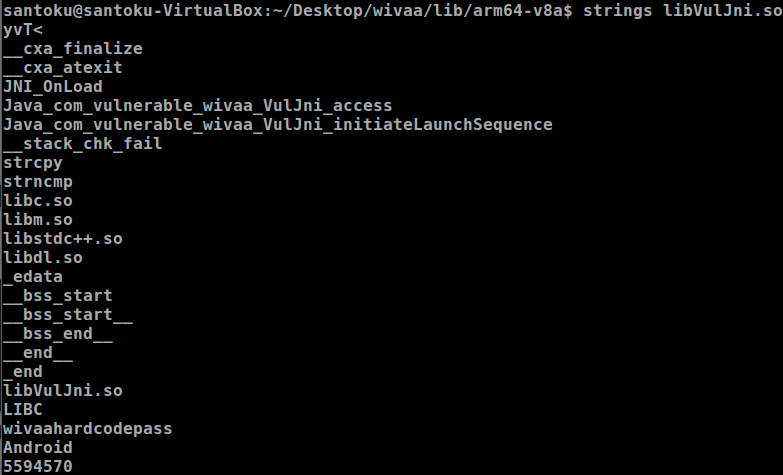 santoku@santoku-VirtualBox:~/Desktop/wivaa/lib/arm64-v8a$ strings libVulJni.so
yvT<
__cxa_finalize
__cxa_atexit
JNI_OnLoad
Java_com_vulnerable_wivaa_VulJni_access
Java_com_vulnerable_wivaa_VulJni_initiateLaunchSequence
__stack_chk_fail
strcpy
strncmp
libc.so
libm.so
libstdc++.so
libdl.so
_edata
__bss_start
__bss_start__
__bss_end__
__end__
_end
libVulJni.so
LIBC
wivaahardcodepass
Android
5594570